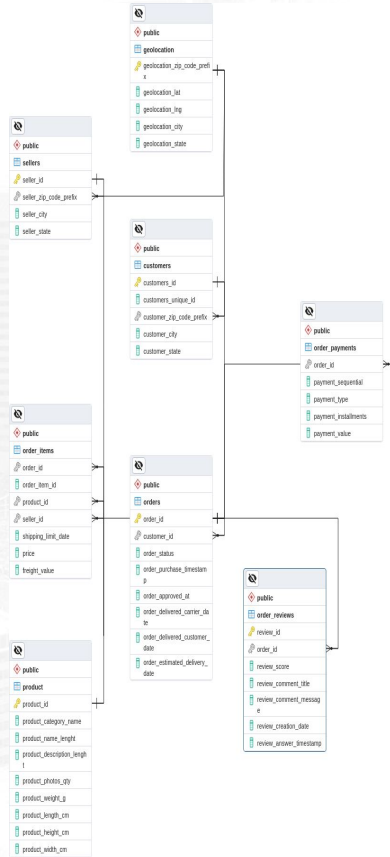 public
geolocation
geolocation_zip_code_prefi
x
geolocation_lat
geolocation_lng
geolocation_city
geolocation_state
public
sellers
seller_id
seller_zip_code_prefix
seller_city
seller_state
public
customers
customers_id
customers_unique_id
customer_zip_code_prefix
customer_city
customer_state
public
order_payments
order_id
payment_sequential
payment_type
payment_installments
payment_value
public
order_items
order_id
order_item_id
product_id
seller_id
shipping_limit_date
price
freight_value
public
orders
order_id
customer_id
order_status
order_purchase_timestam
p
order_approved_at
order_delivered_carrier_da
te
order_delivered_customer_
date
order_estimated_delivery_
date
public
order_reviews
review_id
order_id
review_score
review_comment_title
review_comment_messag
e
review_creation_date
review_answer_timestamp
public
product
product_id
product_category_name
product_name_lenght
product_description_lengh
t
product_photos_qty
product_weight_g
product_length_cm
product_height_cm
product_width_cm